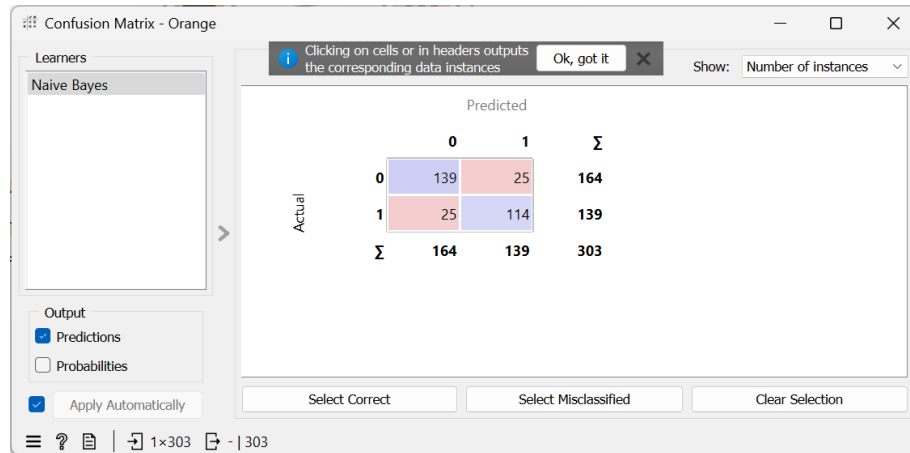 Confusion Matrix - Orange
Learners
Naive Bayes
Clicking on cells or in headers outputs
the corresponding data instances
Ok, got it
Show: Number of instances
Predicted
0 1 Σ
Actual
0 139 25 164
1 25 114 139
Σ 164 139 303
Output
Predictions
Probabilities
Apply Automatically
Select Correct
Select Misclassified
Clear Selection
1×303 - | 303